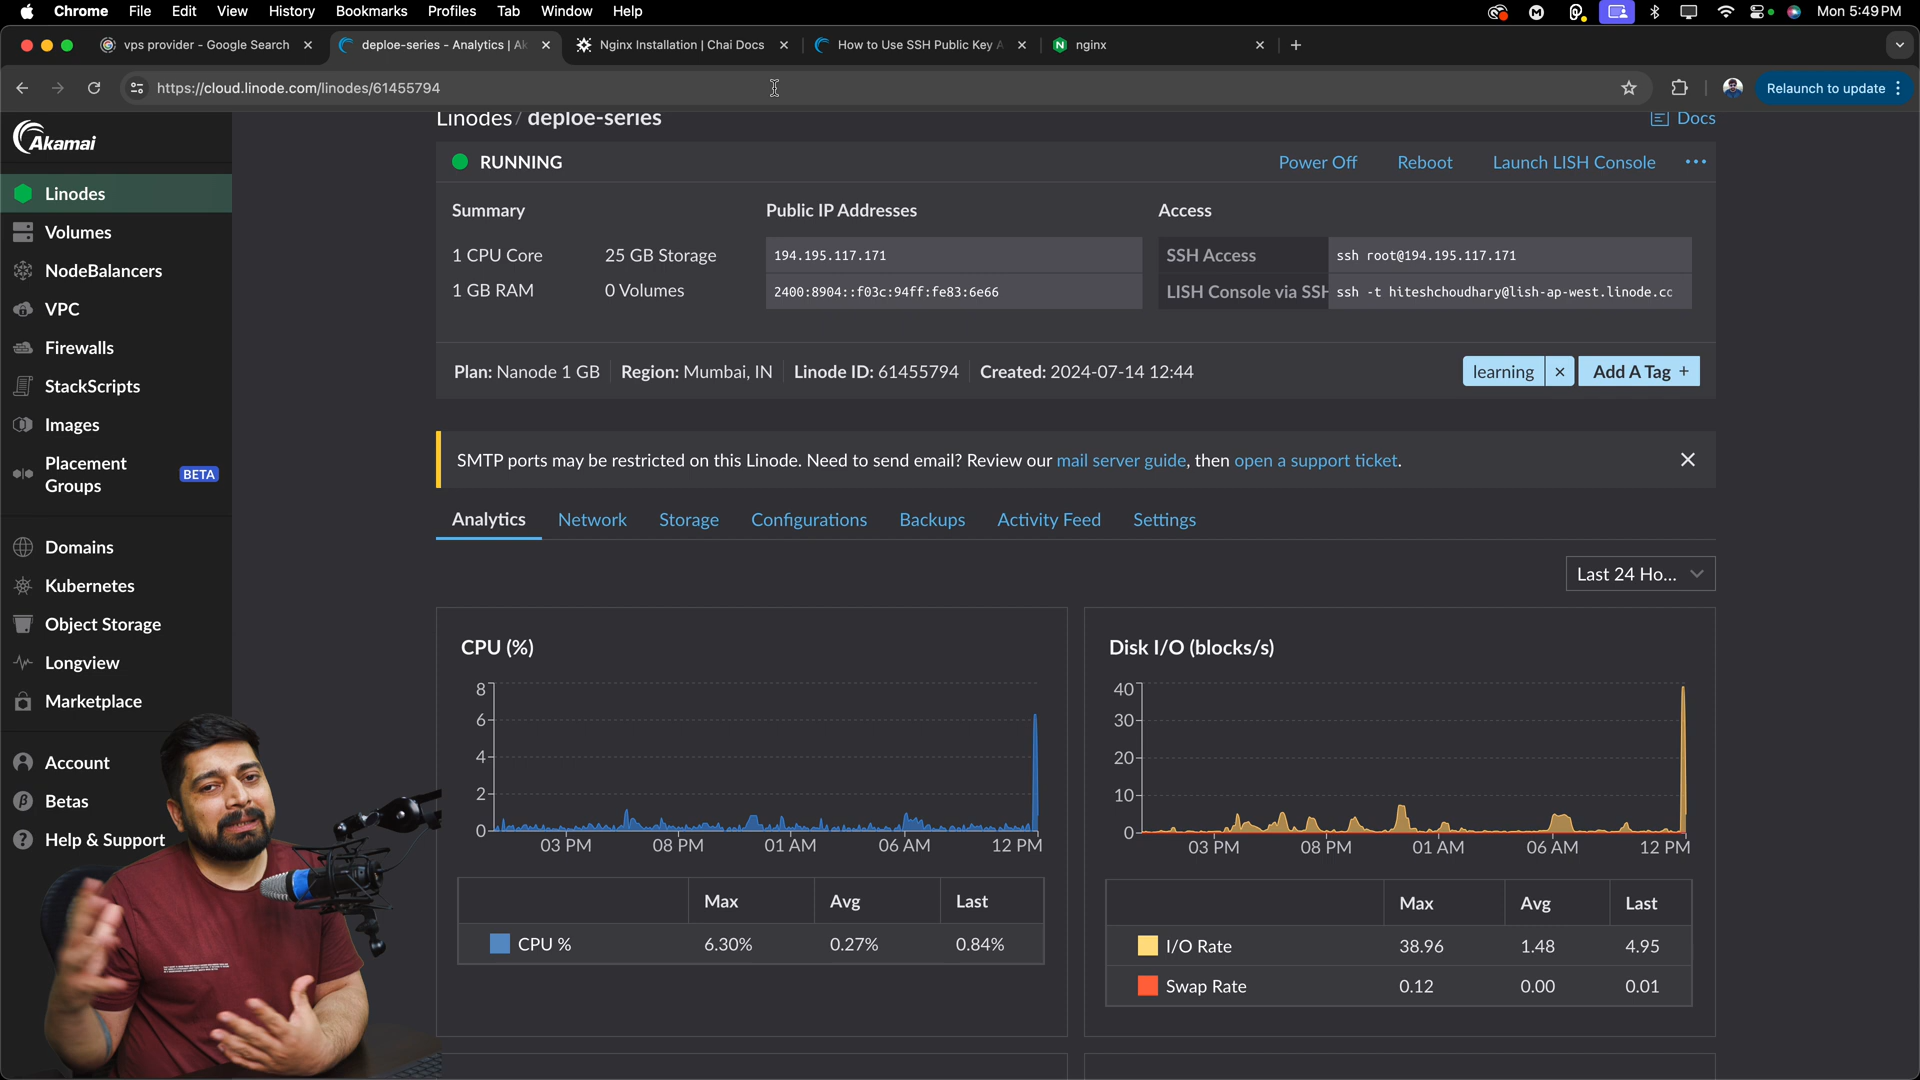 Chrome File Edit View History Bookmarks Profiles Tab Window Help
Mon 5:49 PM
vps provider - Google Search
deploe-series - Analytics | Ak
Nginx Installation | Chai Docs
How to Use SSH Public Key A
nginx
https://cloud.linode.com/linodes/61455794
Relaunch to update
Akamai
Linodes
Volumes
NodeBalancers
VPC
Firewalls
StackScripts
Images
Placement
Groups
BETA
Domains
Kubernetes
Object Storage
Longview
Marketplace
Account
Betas
Help & Support
Linodes / deploe-series
Docs
RUNNING
Power Off
Reboot
Launch LISH Console
Summary
1 CPU Core
25 GB Storage
1 GB RAM
0 Volumes
Public IP Addresses
194.195.117.171
2400:8904::f03c:94ff:fe83:6e66
Access
SSH Access
ssh root@194.195.117.171
LISH Console via SSH
ssh -t hiteshchoudhary@lish-ap-west.linode.cc
Plan: Nanode 1 GB
Region: Mumbai, IN
Linode ID: 61455794
Created: 2024-07-14 12:44
learning
Add A Tag +
SMTP ports may be restricted on this Linode. Need to send email? Review our mail server guide, then open a support ticket.
Analytics
Network
Storage
Configurations
Backups
Activity Feed
Settings
Last 24 Ho...
CPU (%)
8
6
4
2
0
03 PM
08 PM
01 AM
06 AM
12 PM
Max
Avg
Last
CPU %
6.30%
0.27%
0.84%
Disk I/O (blocks/s)
40
30
20
10
0
03 PM
08 PM
01 AM
06 AM
12 PM
Max
Avg
Last
I/O Rate
38.96
1.48
4.95
Swap Rate
0.12
0.00
0.01